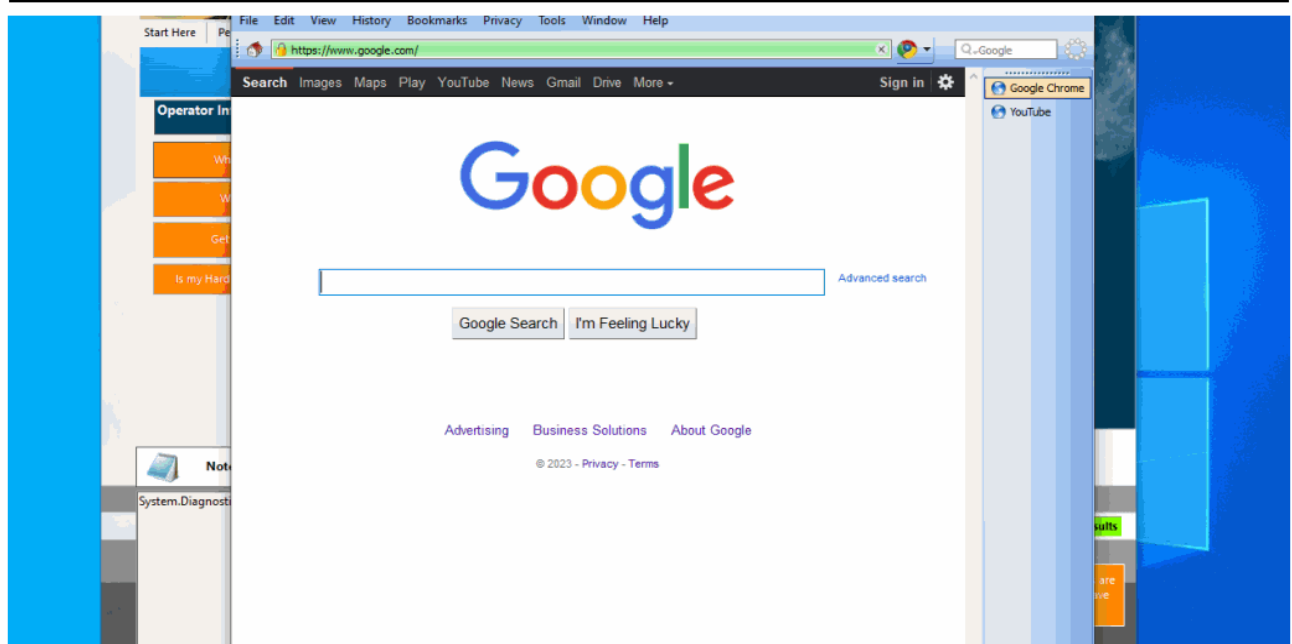 File Edit View History Bookmarks Privacy Tools Window Help
Start Here
https://www.google.com/
Google
Search Images Maps Play YouTube News Gmail Drive More
Sign in
Google Chrome
YouTube
Operator
Google
Is my Hard
Advanced search
Google Search I'm Feeling Lucky
Advertising Business Solutions About Google
© 2023 - Privacy - Terms
System.Diagnosti
are